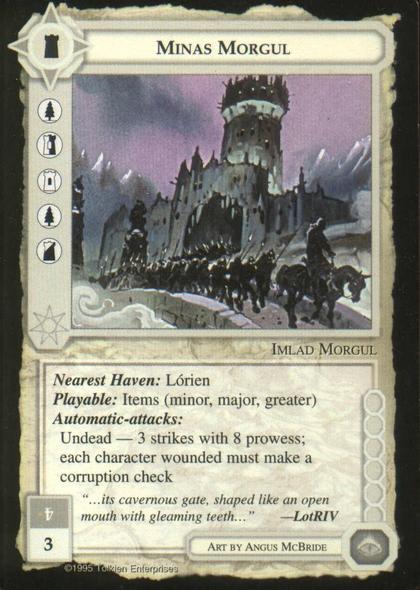 MINAS MORGUL
IMLAD MORGUL
Nearest Haven: Lórien
Playable: Items (minor, major, greater)
Automatic-attacks:
Undead — 3 strikes with 8 prowess;
each character wounded must make a
corruption check
“...its cavernous gate, shaped like an open
mouth with gleaming teeth...” —LotRIV
4
3
ART BY ANGUS MCBRIDE
©1995 Tolkien Enterprises